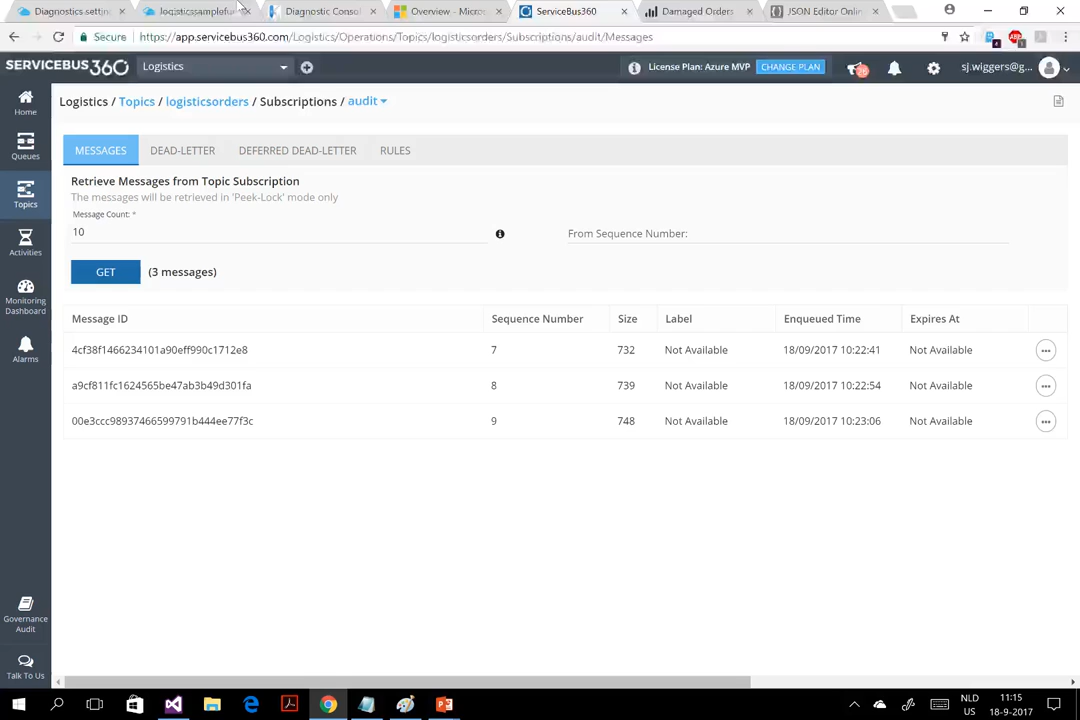 Diagnostics settin
logisticsamplefu
Diagnostic Conso
Overview - Micro
ServiceBus360
Damaged Orders
JSON Editor Onlin
Secure
https://app.servicebus360.com/Logistics/Operations/Topics/logisticsorders/Subscriptions/audit/Messages
SERVICEBUS360
Logistics
License Plan: Azure MVP
CHANGE PLAN
sj.wiggers@g...
Home
Queues
Topics
Activities
Monitoring
Dashboard
Alarms
Governance
Audit
Talk To Us
Logistics / Topics / logisticsorders / Subscriptions / audit
MESSAGES
DEAD-LETTER
DEFERRED DEAD-LETTER
RULES
Retrieve Messages from Topic Subscription
The messages will be retrieved in 'Peek-Lock' mode only
Message Count: *
10
From Sequence Number:
GET
(3 messages)
Message ID Sequence Number Size Label Enqueued Time Expires At
4cf38f1466234101a90eff990c1712e8 7 732 Not Available 18/09/2017 10:22:41 Not Available
a9cf811fc1624565be47ab3b49d301fa 8 739 Not Available 18/09/2017 10:22:54 Not Available
00e3ccc98937466599791b444ee77f3c 9 748 Not Available 18/09/2017 10:23:06 Not Available
NLD
US
11:15
18-9-2017